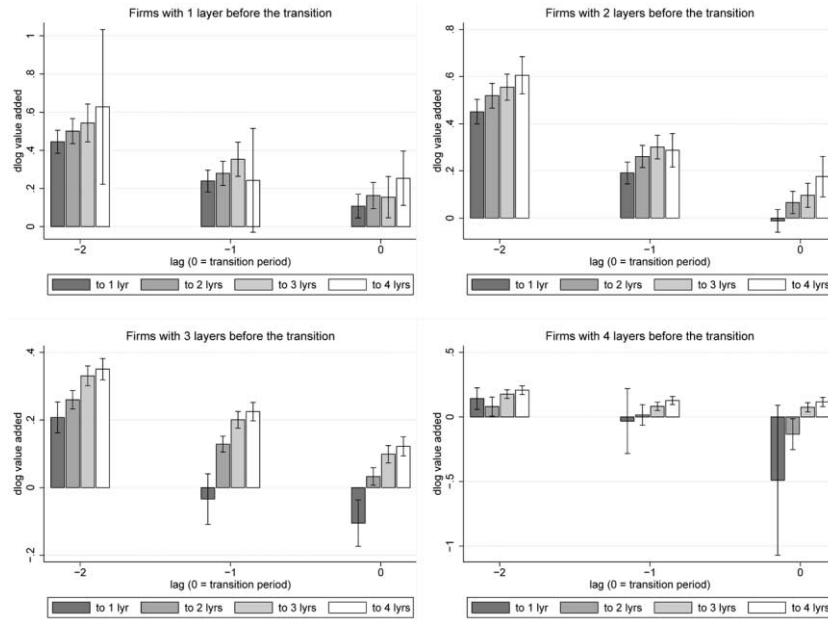 Firms with 1 layer before the transition
dlog value added
1
.8
.6
.4
.2
0
−2
−1
0
lag (0 = transition period)
to 1 lyr
to 2 lyrs
to 3 lyrs
to 4 lyrs
Firms with 2 layers before the transition
dlog value added
.8
.6
.4
.2
0
−2
−1
0
lag (0 = transition period)
to 1 lyr
to 2 lyrs
to 3 lyrs
to 4 lyrs
Firms with 3 layers before the transition
dlog value added
.4
.2
0
−.2
−2
−1
0
lag (0 = transition period)
to 1 lyr
to 2 lyrs
to 3 lyrs
to 4 lyrs
Firms with 4 layers before the transition
dlog value added
.5
0
−.5
−1
−2
−1
0
lag (0 = transition period)
to 1 lyr
to 2 lyrs
to 3 lyrs
to 4 lyrs